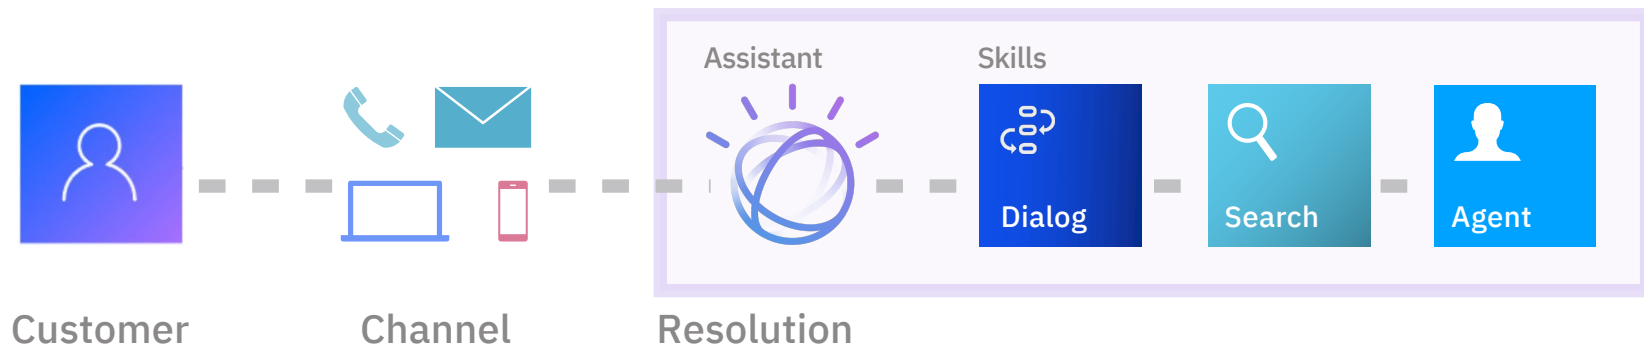 Assistant
Skills
Dialog
Search
Agent
Customer
Channel
Resolution